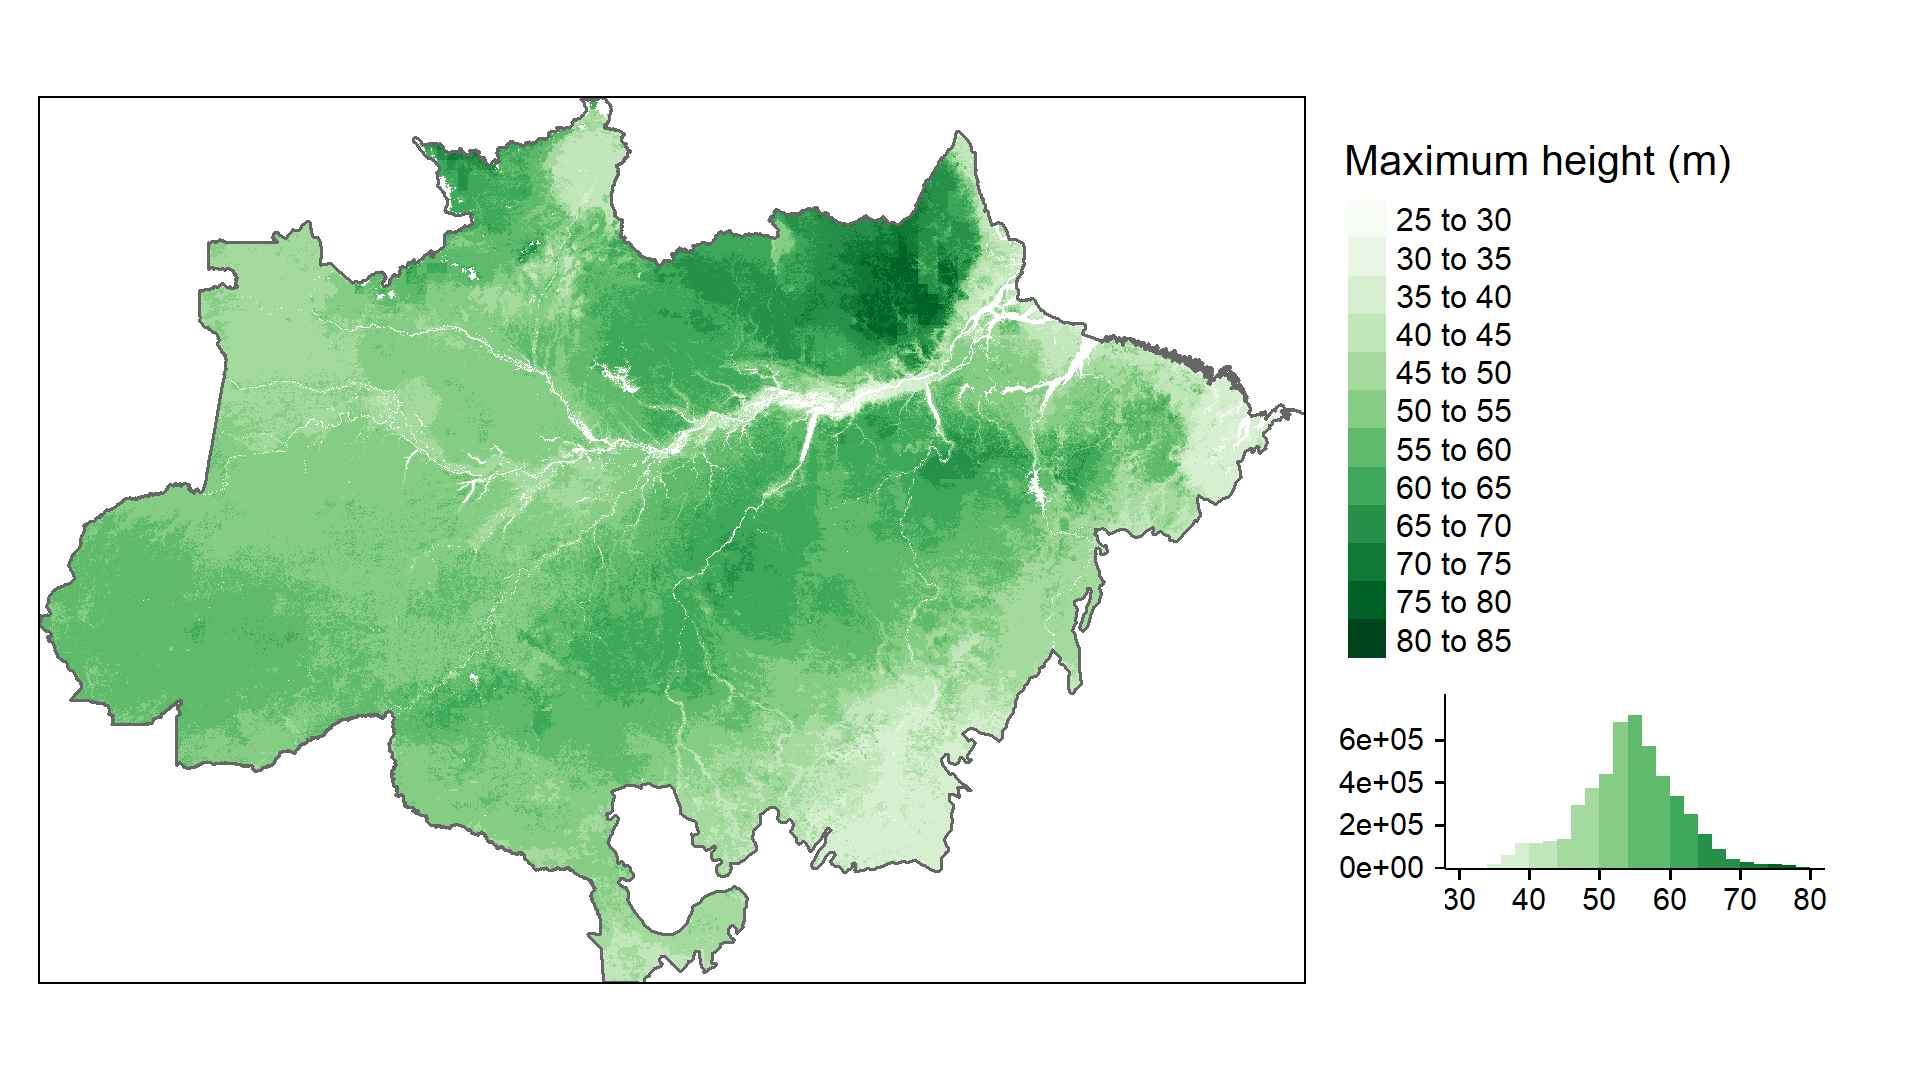 Maximum height (m)
25 to 30
30 to 35
35 to 40
40 to 45
45 to 50
50 to 55
55 to 60
60 to 65
65 to 70
70 to 75
75 to 80
80 to 85
6e+05
4e+05
2e+05
0e+00
30 40 50 60 70 80